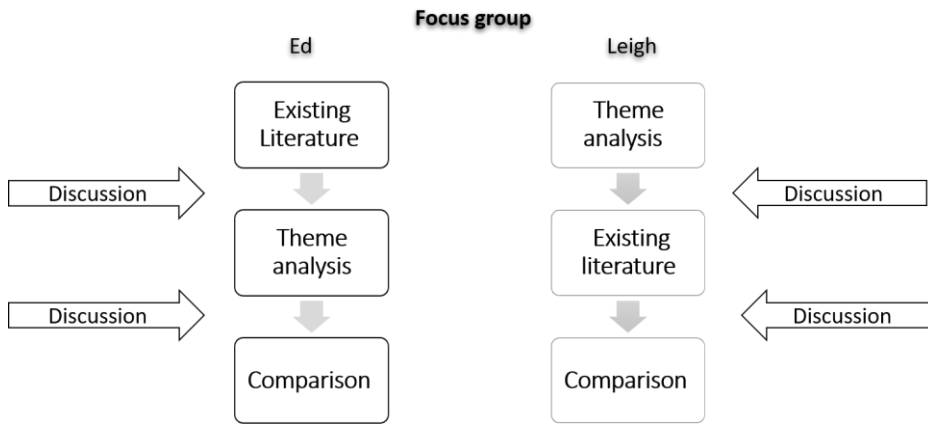 Focus group
Ed
Leigh
Existing
Literature
Theme
analysis
Discussion
Discussion
Theme
analysis
Existing
literature
Discussion
Discussion
Comparison
Comparison